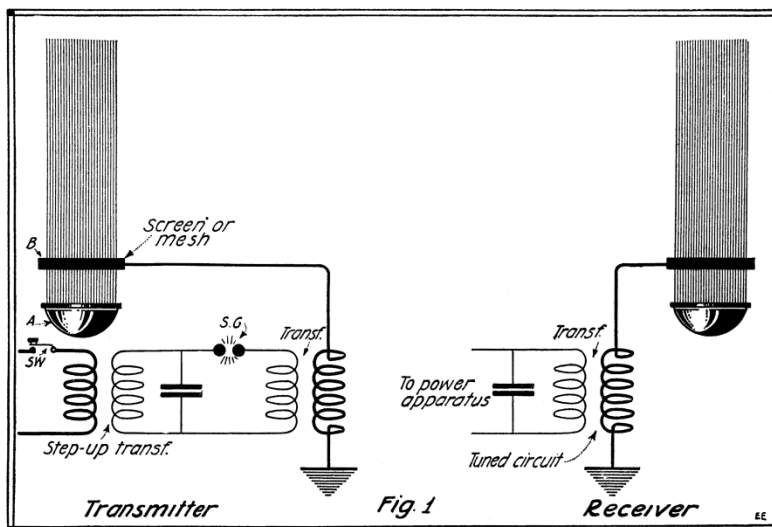 B
Screen or
mesh
A
S.G
Transf.
SW
Step-up transf.
Transf.
To power
apparatus
Tuned circuit
Transmitter
Fig. 1
Receiver
EE